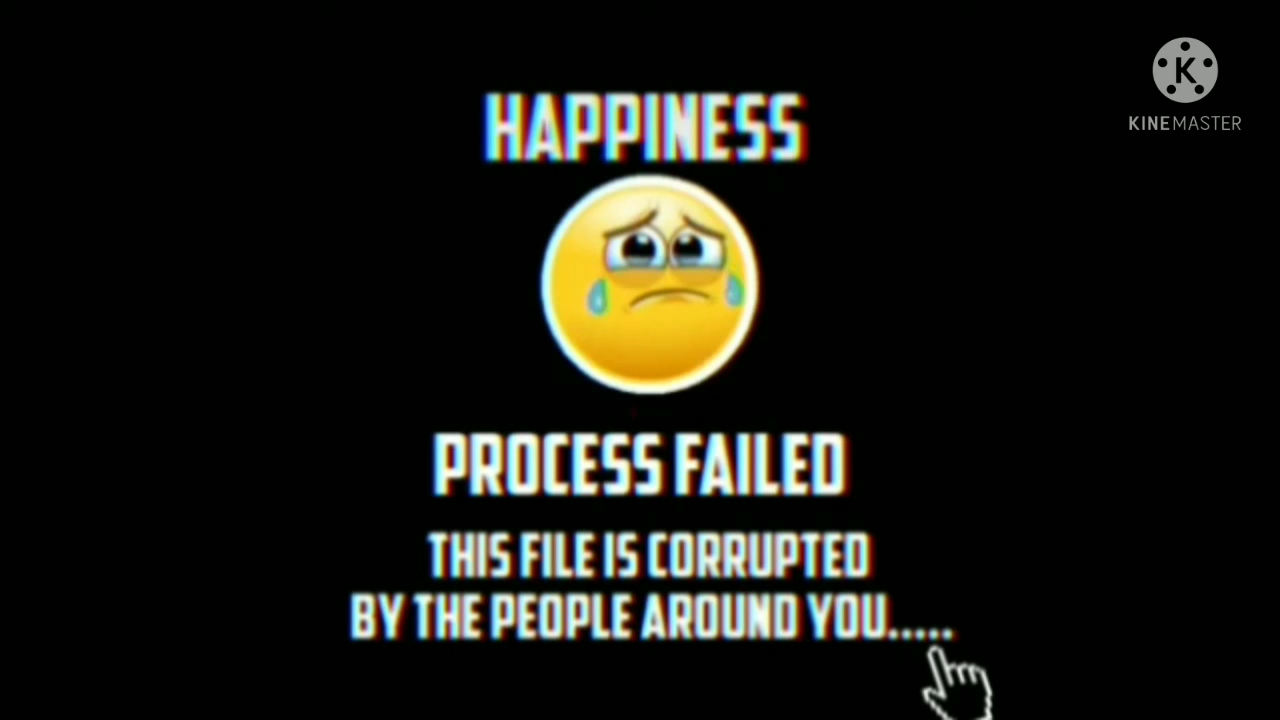 HAPPINESS
K
KINEMASTER
PROCESS FAILED
THIS FILE IS CORRUPTED
BY THE PEOPLE AROUND YOU.....